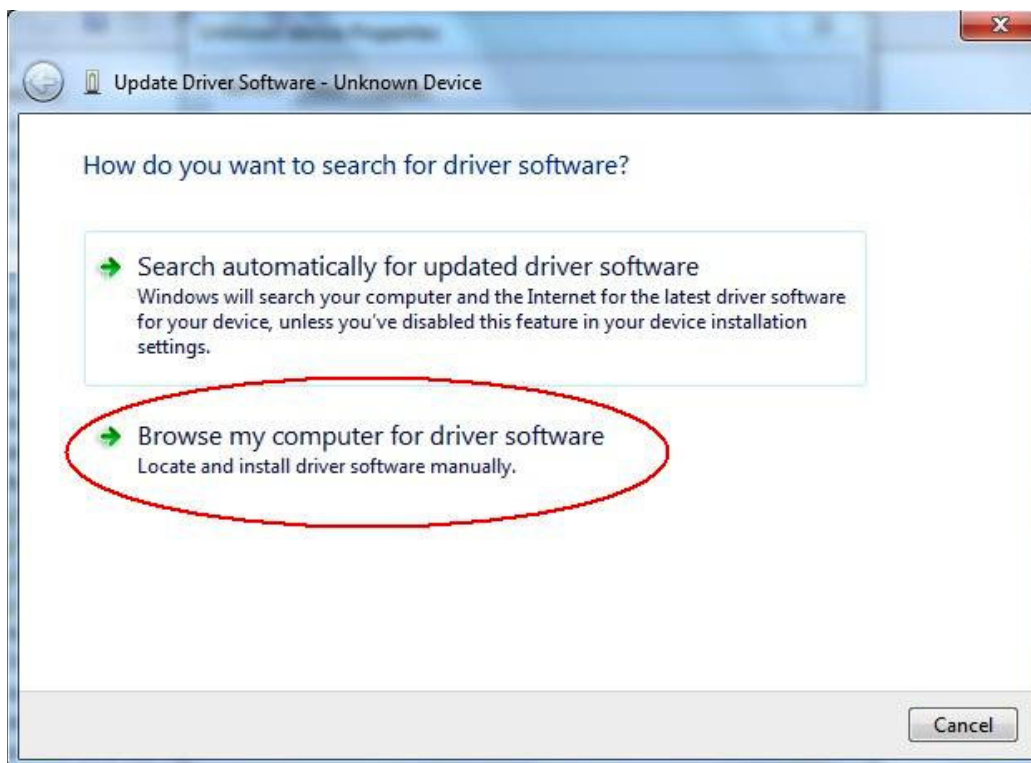 Update Driver Software - Unknown Device
How do you want to search for driver software?
Search automatically for updated driver software
Windows will search your computer and the Internet for the latest driver software
for your device, unless you've disabled this feature in your device installation
settings.
Browse my computer for driver software
Locate and install driver software manually.
Cancel